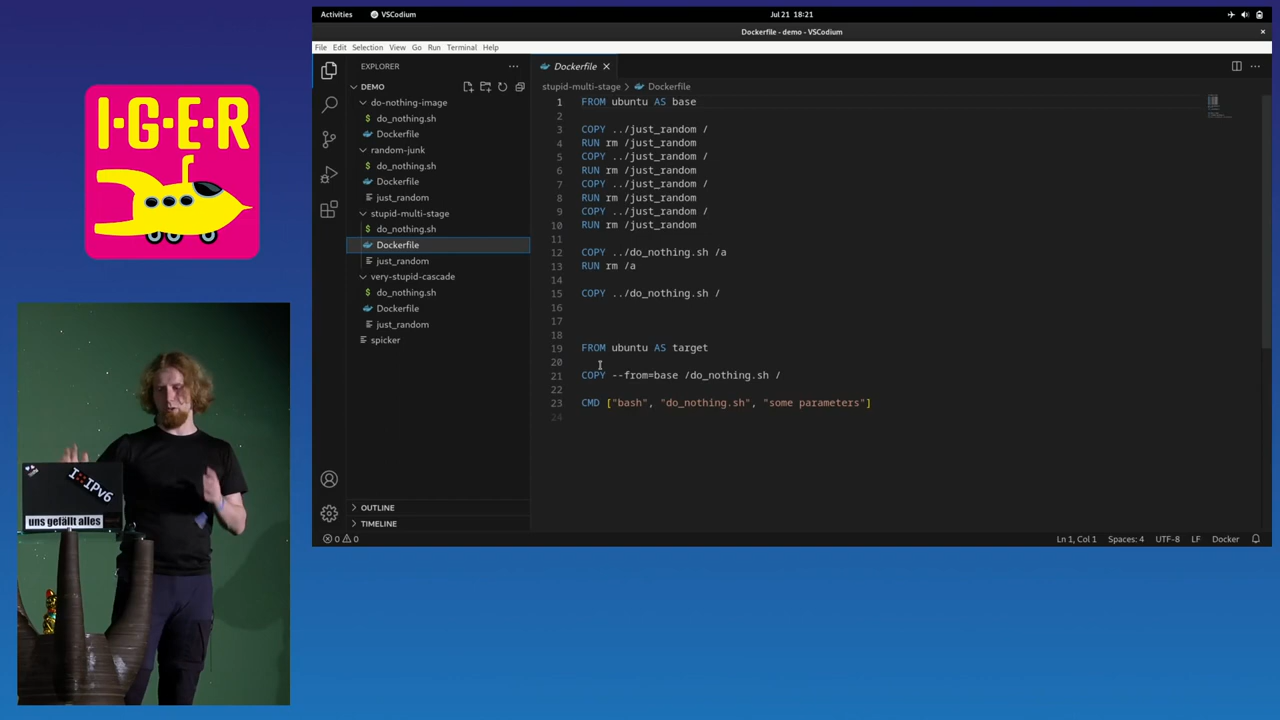 I·G·E·R
I❤IPv6
uns gefällt alles
Activities
VSCodium
Jul 21 18:21
Dockerfile - demo - VSCodium
File Edit Selection View Go Run Terminal Help
EXPLORER
DEMO
do-nothing-image
$ do_nothing.sh
Dockerfile
random-junk
$ do_nothing.sh
Dockerfile
just_random
stupid-multi-stage
$ do_nothing.sh
Dockerfile
just_random
very-stupid-cascade
$ do_nothing.sh
Dockerfile
just_random
spicker
OUTLINE
TIMELINE
Dockerfile
stupid-multi-stage > Dockerfile
1 FROM ubuntu AS base
2
3 COPY ../just_random /
4 RUN rm /just_random
5 COPY ../just_random /
6 RUN rm /just_random
7 COPY ../just_random /
8 RUN rm /just_random
9 COPY ../just_random /
10 RUN rm /just_random
11
12 COPY ../do_nothing.sh /a
13 RUN rm /a
14
15 COPY ../do_nothing.sh /
16
17
18
19 FROM ubuntu AS target
20
21 COPY --from=base /do_nothing.sh /
22
23 CMD ["bash", "do_nothing.sh", "some parameters"]
24
0 0
Ln 1, Col 1 Spaces: 4 UTF-8 LF Docker